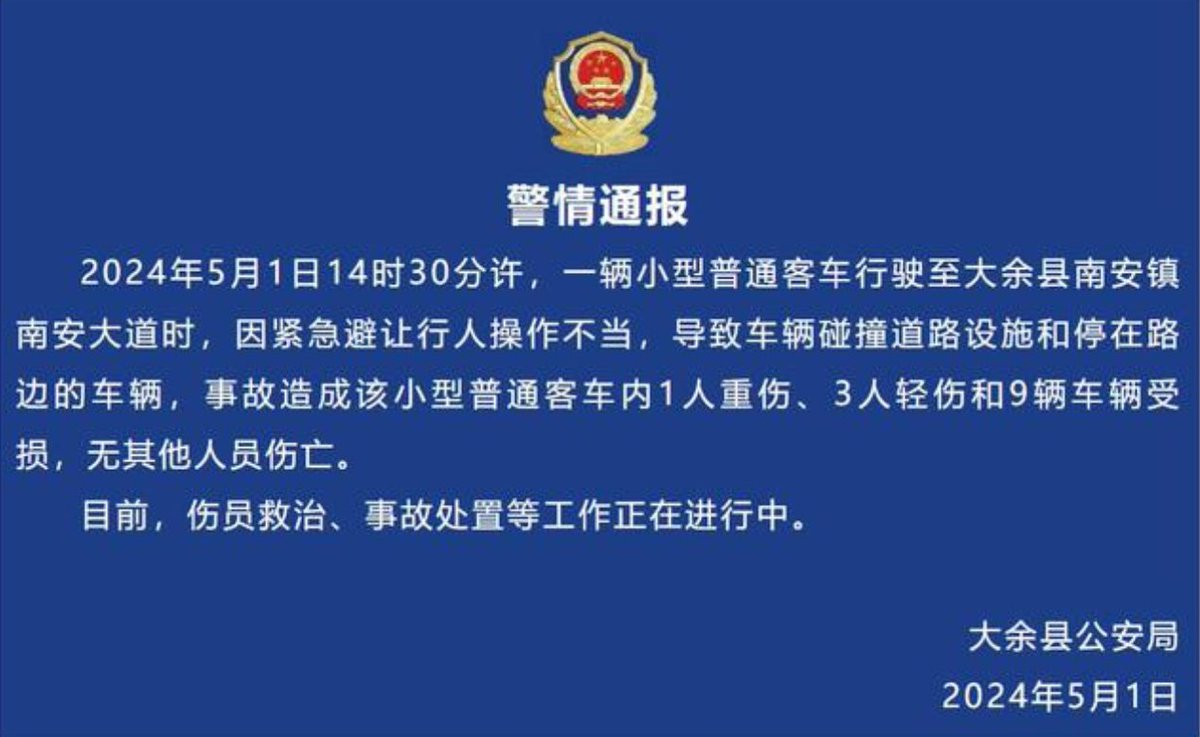 警情通报
2024年5月1日14时30分许，一辆小型普通客车行驶至大余县南安镇
南安大道时，因紧急避让行人操作不当，导致车辆碰撞道路设施和停在路
边的车辆，事故造成该小型普通客车内1人重伤、3人轻伤和9辆车辆受
损，无其他人员伤亡。
目前，伤员救治、事故处置等工作正在进行中。
大余县公安局
2024年5月1日